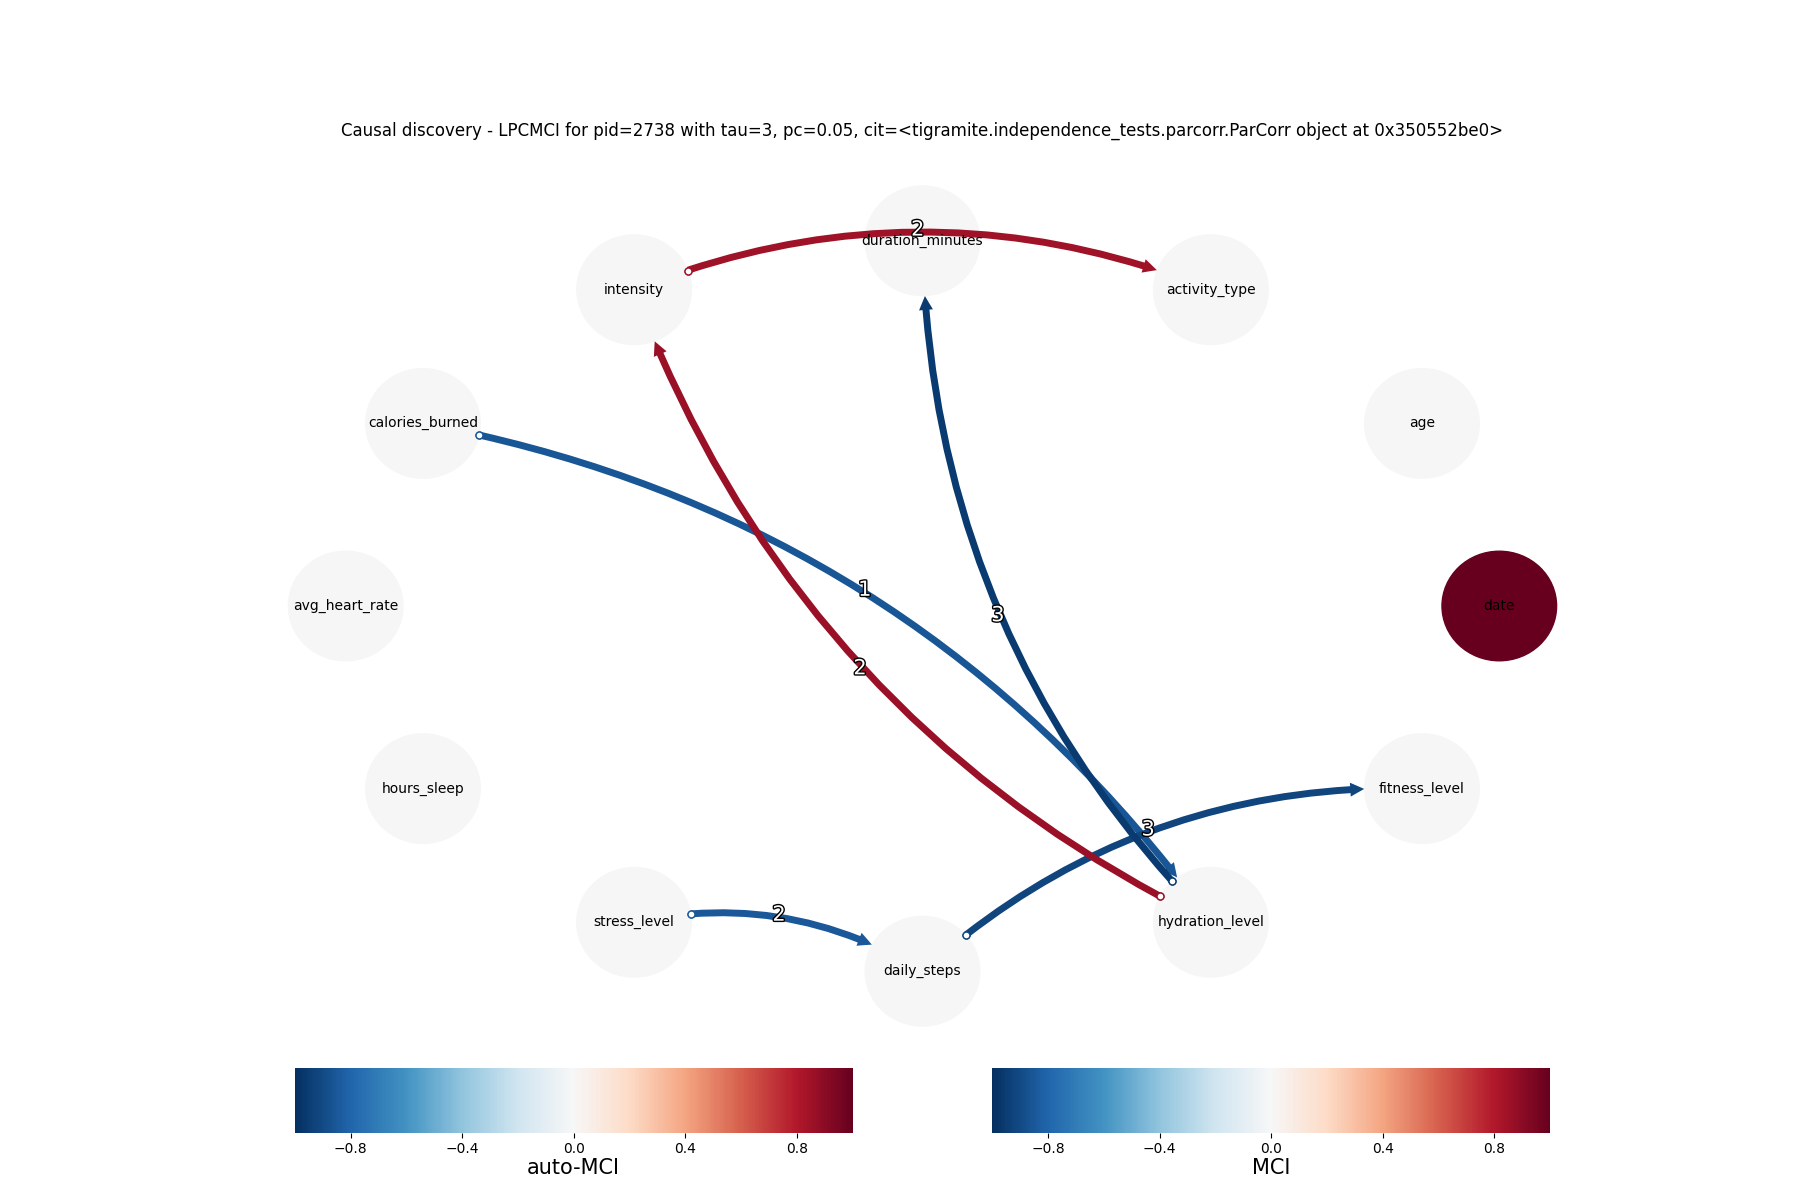 Causal discovery - LPCMCI for pid=2738 with tau=3, pc=0.05, cit=<tigramite.independence_tests.parcorr.ParCorr object at 0x350552be0>
2
duration_minutes
intensity
activity_type
calories_burned
age
1
avg_heart_rate
date
3
2
hours_sleep
fitness_level
3
2
stress_level
hydration_level
daily_steps
−0.8 −0.4 0.0 0.4 0.8
auto-MCI
−0.8 −0.4 0.0 0.4 0.8
MCI